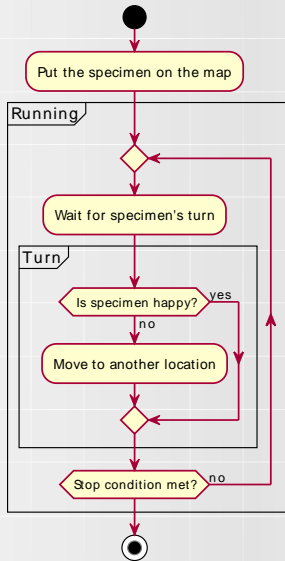 Put the specimen on the map
Running
Wait for specimen's turn
Turn
Is specimen happy?
yes
no
Move to another location
Stop condition met?
no